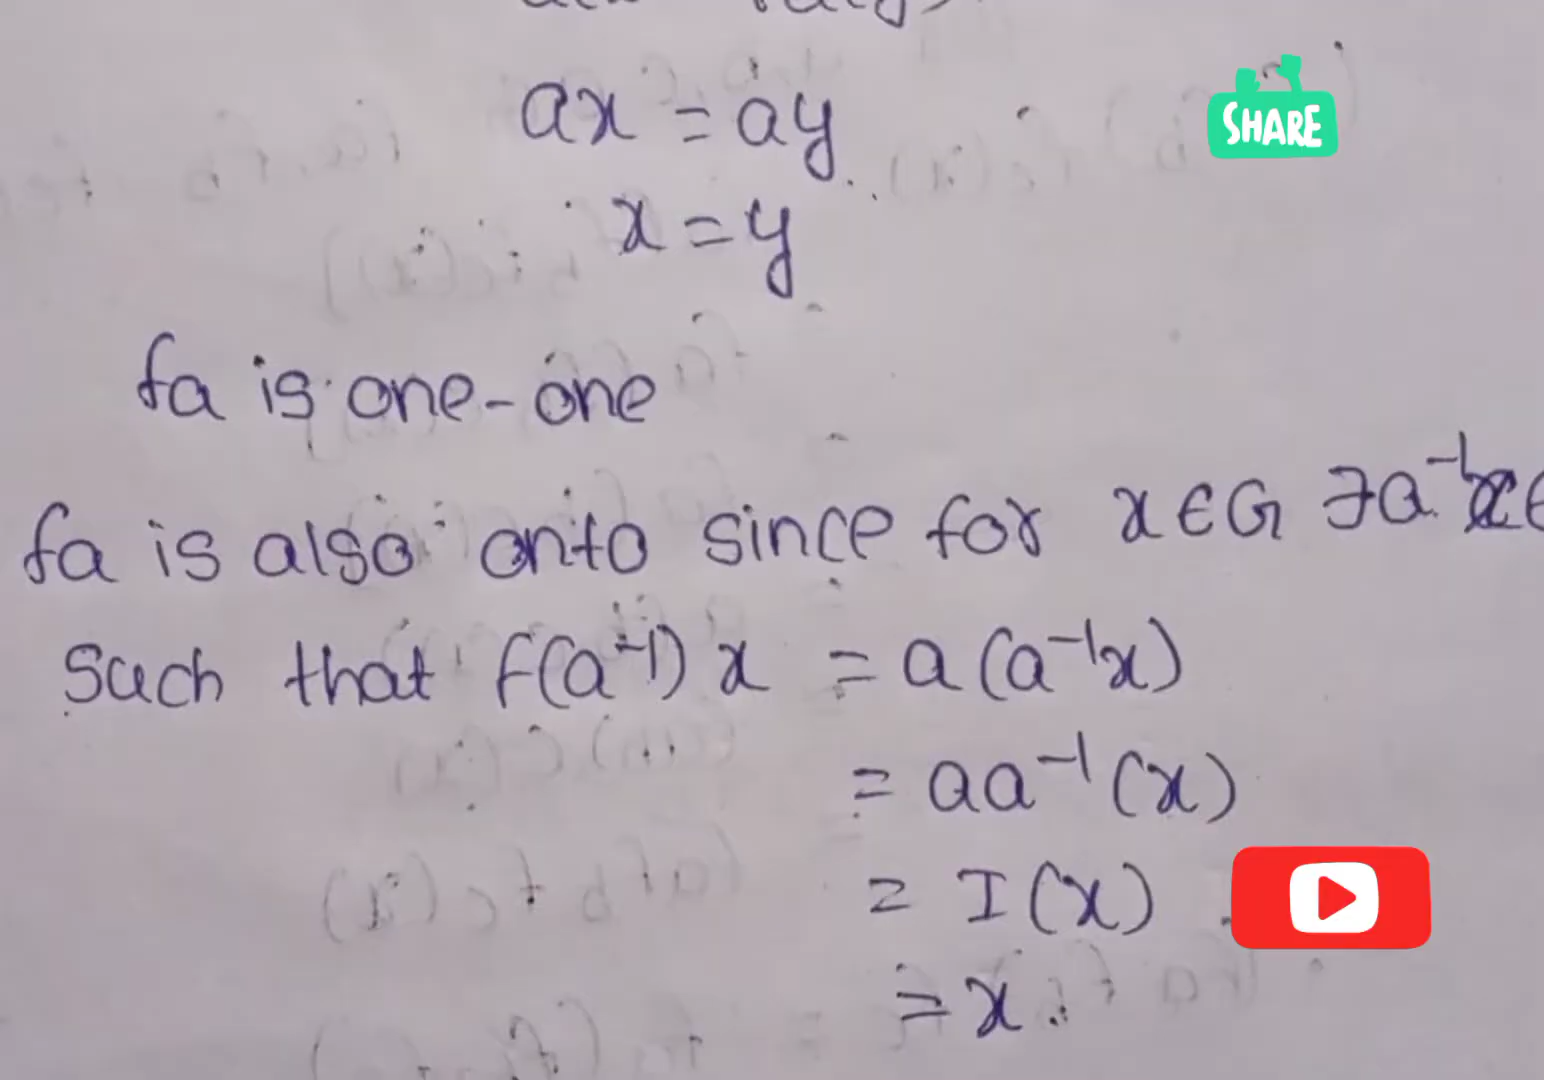 ax = ay
SHARE
x = y
fa is one-one
fa is also onto since for x ∈ G ∃ a⁻¹x ∈
Such that f(a⁻¹) x = a (a⁻¹x)
= aa⁻¹ (x)
= I (x)
= x.